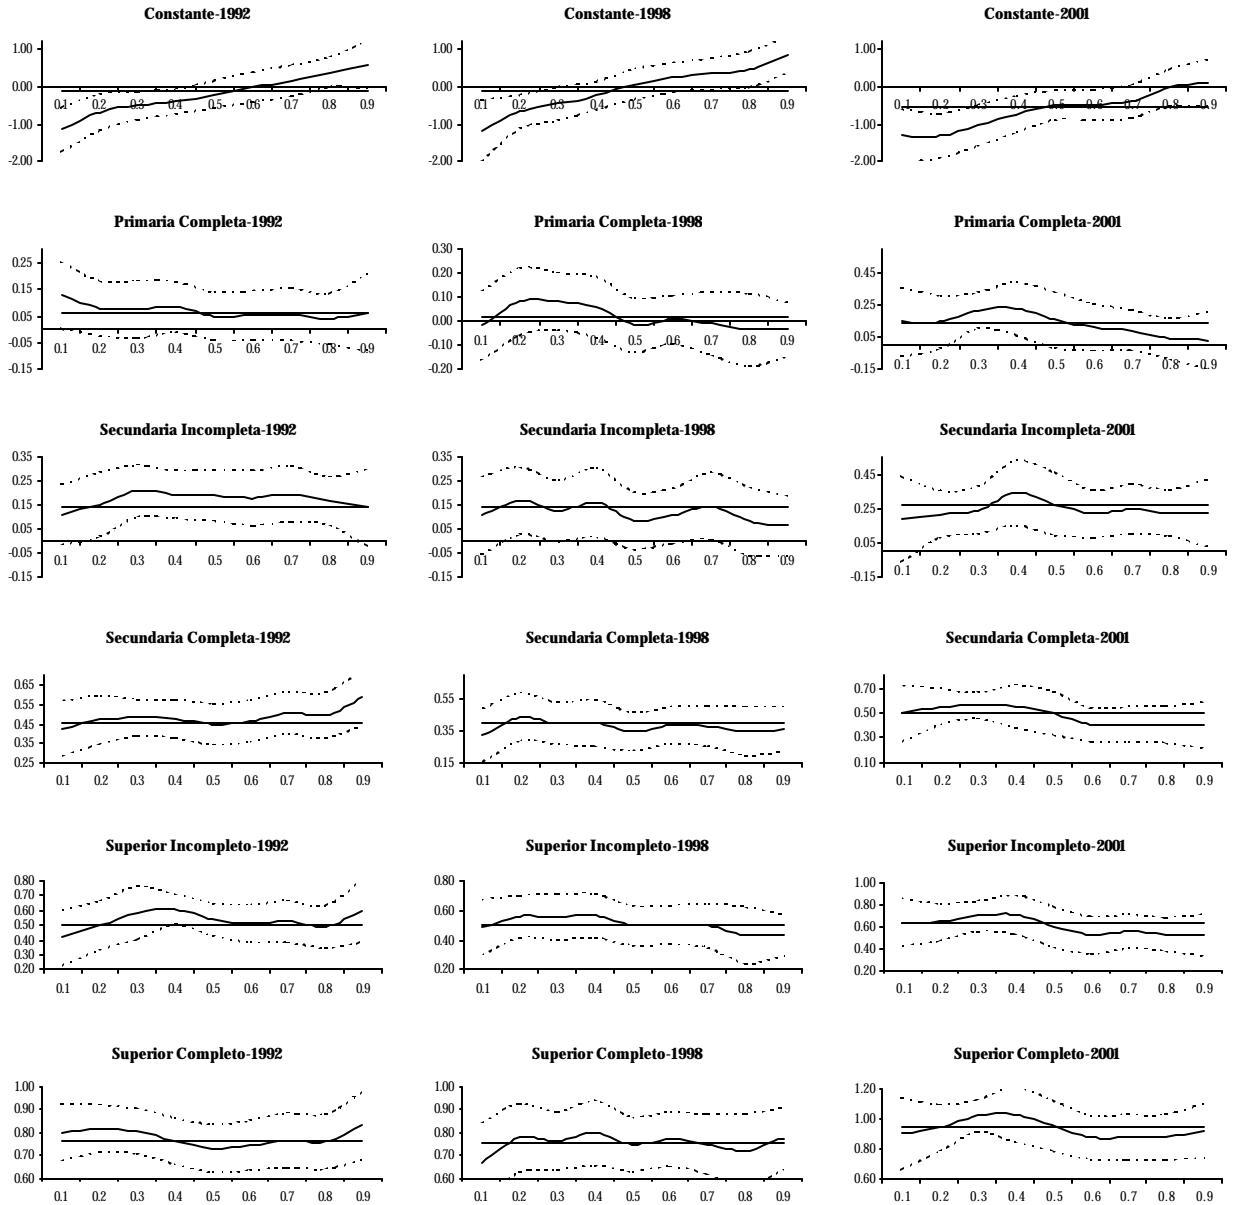 Constante-1992 Constante-1998 Constante-2001
1.00 1.00 1.00
0.00 0.00 0.00
0.1 0.2 0.3 0.4 0.5 0.6 0.7 0.8 0.9 0.1 0.2 0.3 0.4 0.5 0.6 0.7 0.8 0.9 0.1 0.2 0.3 0.4 0.5 0.6 0.7 0.8 0.9
-1.00 -1.00 -1.00
-2.00 -2.00 -2.00
Primaria Completa-1992 Primaria Completa-1998 Primaria Completa-2001
0.25 0.15 0.05 -0.05 -0.15
0.1 0.2 0.3 0.4 0.5 0.6 0.7 0.8 0.9
0.30 0.20 0.10 0.00 -0.10 -0.20
0.1 0.2 0.3 0.4 0.5 0.6 0.7 0.8 0.9
0.45 0.25 0.05 -0.15
0.1 0.2 0.3 0.4 0.5 0.6 0.7 0.8 0.9
Secundaria Incompleta-1992 Secundaria Incompleta-1998 Secundaria Incompleta-2001
0.35 0.25 0.15 0.05 -0.05 -0.15
0.1 0.2 0.3 0.4 0.5 0.6 0.7 0.8 0.9
0.35 0.25 0.15 0.05 -0.05 -0.15
0.1 0.2 0.3 0.4 0.5 0.6 0.7 0.8 0.9
0.45 0.25 0.05 -0.15
0.1 0.2 0.3 0.4 0.5 0.6 0.7 0.8 0.9
Secundaria Completa-1992 Secundaria Completa-1998 Secundaria Completa-2001
0.65 0.55 0.45 0.35 0.25
0.1 0.2 0.3 0.4 0.5 0.6 0.7 0.8 0.9
0.55 0.35 0.15
0.1 0.2 0.3 0.4 0.5 0.6 0.7 0.8 0.9
0.70 0.50 0.30 0.10
0.1 0.2 0.3 0.4 0.5 0.6 0.7 0.8 0.9
Superior Incompleto-1992 Superior Incompleto-1998 Superior Incompleto-2001
0.80 0.70 0.60 0.50 0.40 0.30 0.20
0.1 0.2 0.3 0.4 0.5 0.6 0.7 0.8 0.9
0.80 0.60 0.40 0.20
0.1 0.2 0.3 0.4 0.5 0.6 0.7 0.8 0.9
1.00 0.80 0.60 0.40 0.20
0.1 0.2 0.3 0.4 0.5 0.6 0.7 0.8 0.9
Superior Completo-1992 Superior Completo-1998 Superior Completo-2001
1.00 0.90 0.80 0.70 0.60
0.1 0.2 0.3 0.4 0.5 0.6 0.7 0.8 0.9
1.00 0.90 0.80 0.70 0.60
0.1 0.2 0.3 0.4 0.5 0.6 0.7 0.8 0.9
1.20 1.00 0.80 0.60
0.1 0.2 0.3 0.4 0.5 0.6 0.7 0.8 0.9